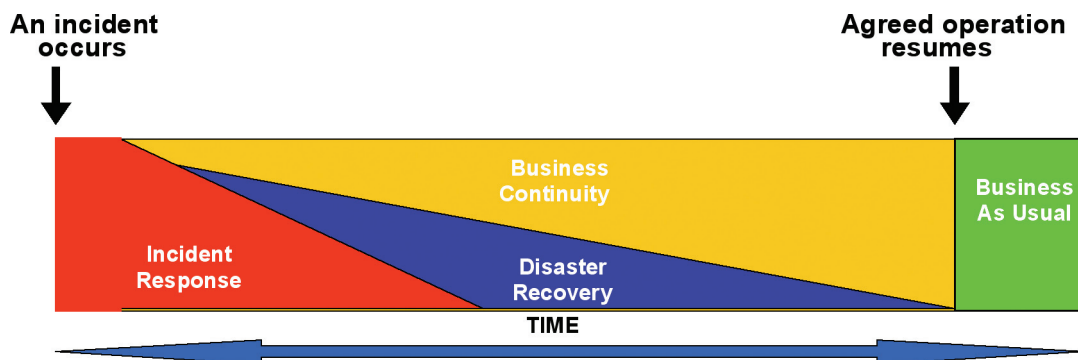 An incident
occurs
Agreed operation
resumes
Business
Continuity
Business
As Usual
Incident
Response
Disaster
Recovery
TIME